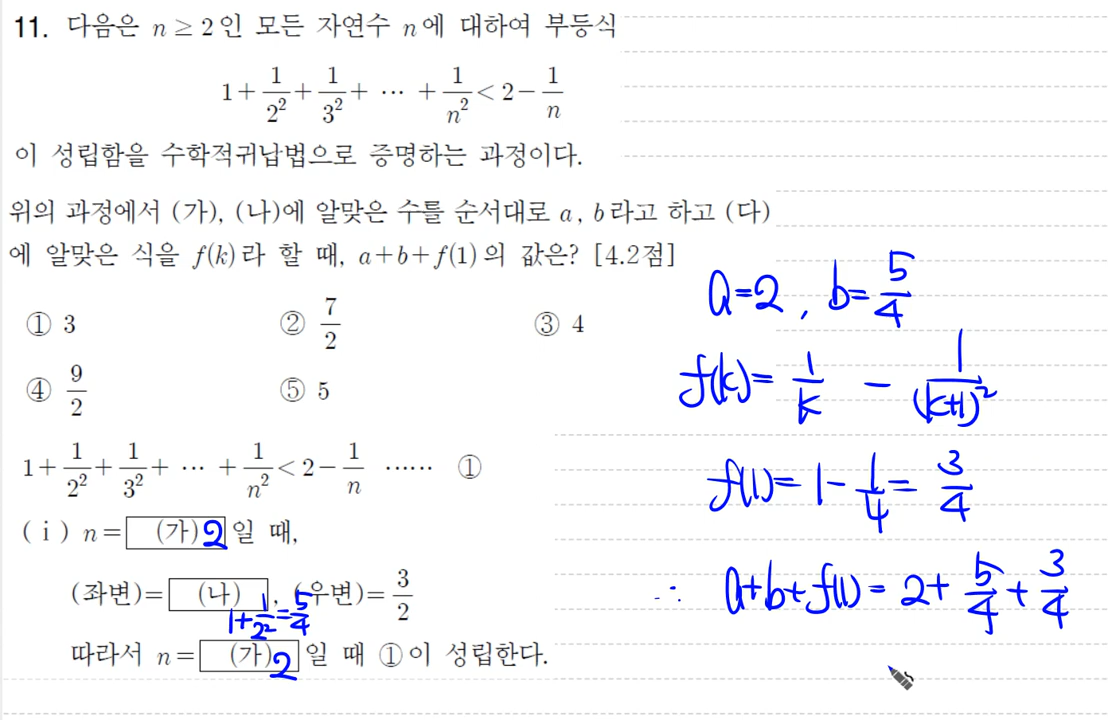 11. 다음은 n ≥ 2인 모든 자연수 n에 대하여 부등식
1 + 1/2² + 1/3² + ⋯ + 1/n² < 2 − 1/n
이 성립함을 수학적귀납법으로 증명하는 과정이다.
위의 과정에서 (가), (나)에 알맞은 수를 순서대로 a, b라고 하고 (다)
에 알맞은 식을 f(k)라 할 때, a+b+f(1)의 값은? [4.2점]
① 3 ② 7/2 ③ 4
④ 9/2 ⑤ 5
1 + 1/2² + 1/3² + ⋯ + 1/n² < 2 − 1/n ⋯⋯ ①
(ⅰ) n = (가) 2 일 때,
(좌변) = (나), (우변) = 3/2
1 + 1/2² = 5/4
따라서 n = (가) 2 일 때 ①이 성립한다.
a=2, b=5/4
f(k) = 1/k − 1/(k+1)²
f(1) = 1 − 1/4 = 3/4
∴ a+b+f(1) = 2 + 5/4 + 3/4